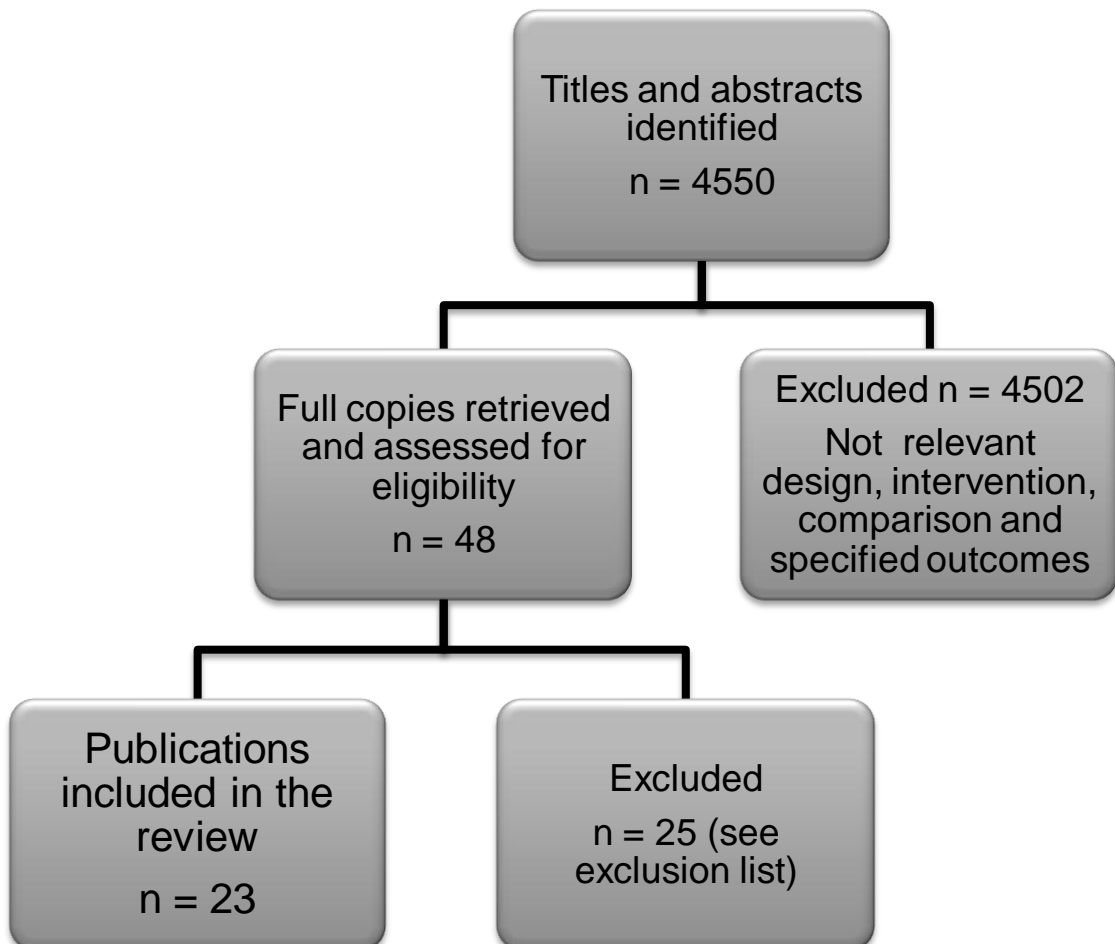 Titles and abstracts
identified
n = 4550
Full copies retrieved
and assessed for
eligibility
n = 48
Excluded n = 4502
Not relevant
design, intervention,
comparison and
specified outcomes
Publications
included in the
review
n = 23
Excluded
n = 25 (see
exclusion list)